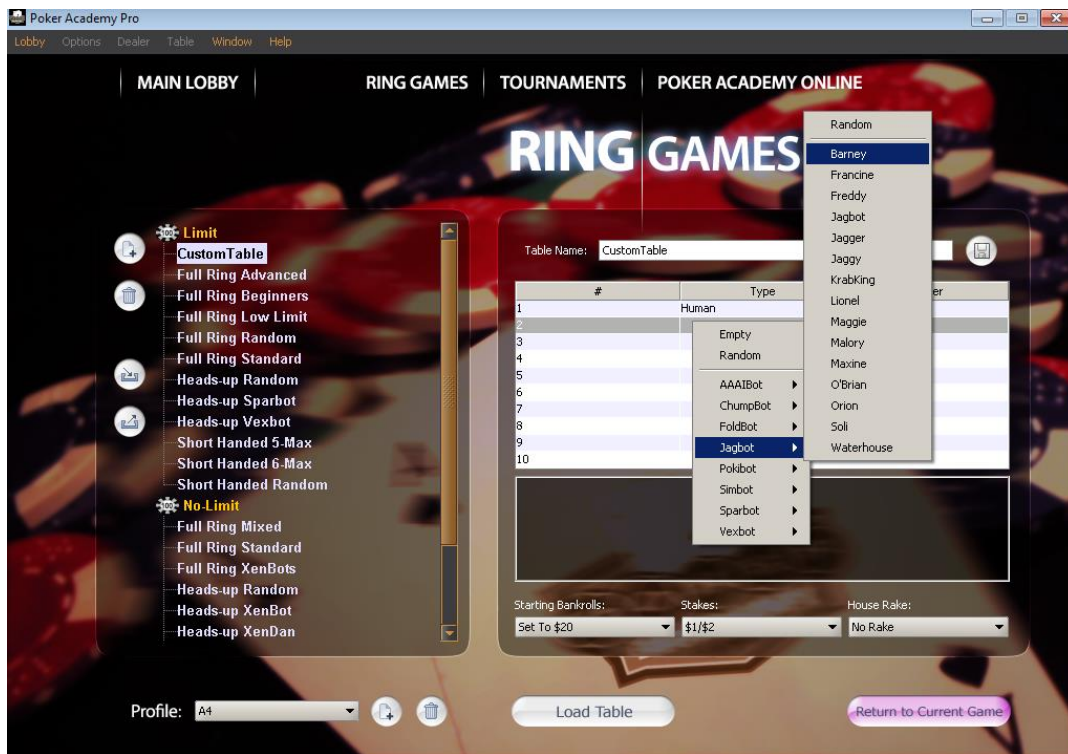 Poker Academy Pro
Lobby Options Dealer Table Window Help
MAIN LOBBY RING GAMES TOURNAMENTS POKER ACADEMY ONLINE
RING GAMES
Limit
CustomTable
Full Ring Advanced
Full Ring Beginners
Full Ring Low Limit
Full Ring Random
Full Ring Standard
Heads-up Random
Heads-up Sparbot
Heads-up Vexbot
Short Handed 5-Max
Short Handed 6-Max
Short Handed Random
No-Limit
Full Ring Mixed
Full Ring Standard
Full Ring XenBots
Heads-up Random
Heads-up XenBot
Heads-up XenDan
Table Name: CustomTable
# Type er
1 Human
2
3
4
5
6
7
8
9
10
Empty
Random
AAAIBot
ChumpBot
FoldBot
Jagbot
Pokibot
Simbot
Sparbot
Vexbot
Random
Barney
Francine
Freddy
Jagbot
Jagger
Jaggy
KrabKing
Lionel
Maggie
Malory
Maxine
O'Brian
Orion
Soli
Waterhouse
Starting Bankrolls: Stakes: House Rake:
Set To $20 $1/$2 No Rake
Profile: A4
Load Table
Return to Current Game